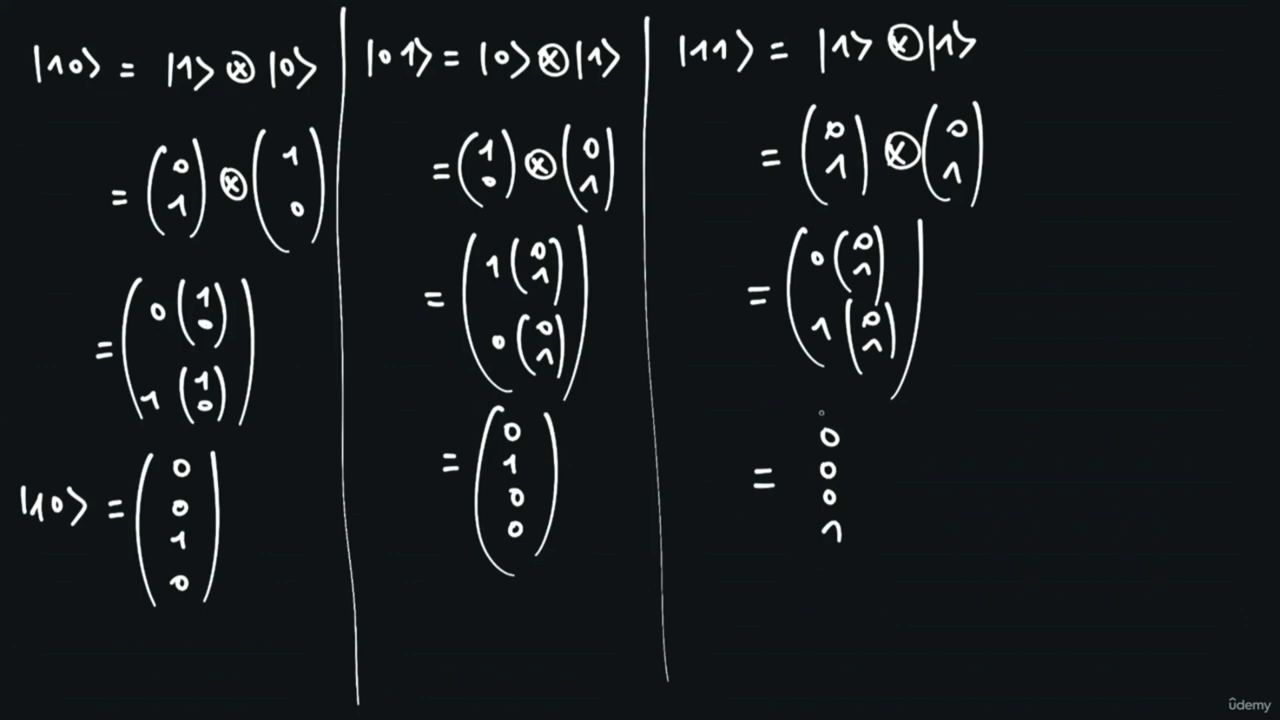 |10⟩ = |1⟩ ⊗ |0⟩
= (0 1) ⊗ (1 0)
= (0 (1 0) 1 (1 0))
|10⟩ = (0 0 1 0)
|01⟩ = |0⟩ ⊗ |1⟩
= (1 0) ⊗ (0 1)
= (1 (0 1) 0 (0 1))
= (0 1 0 0)
|11⟩ = |1⟩ ⊗ |1⟩
= (0 1) ⊗ (0 1)
= (0 (0 1) 1 (0 1))
= 0 0 0 1
ûdemy